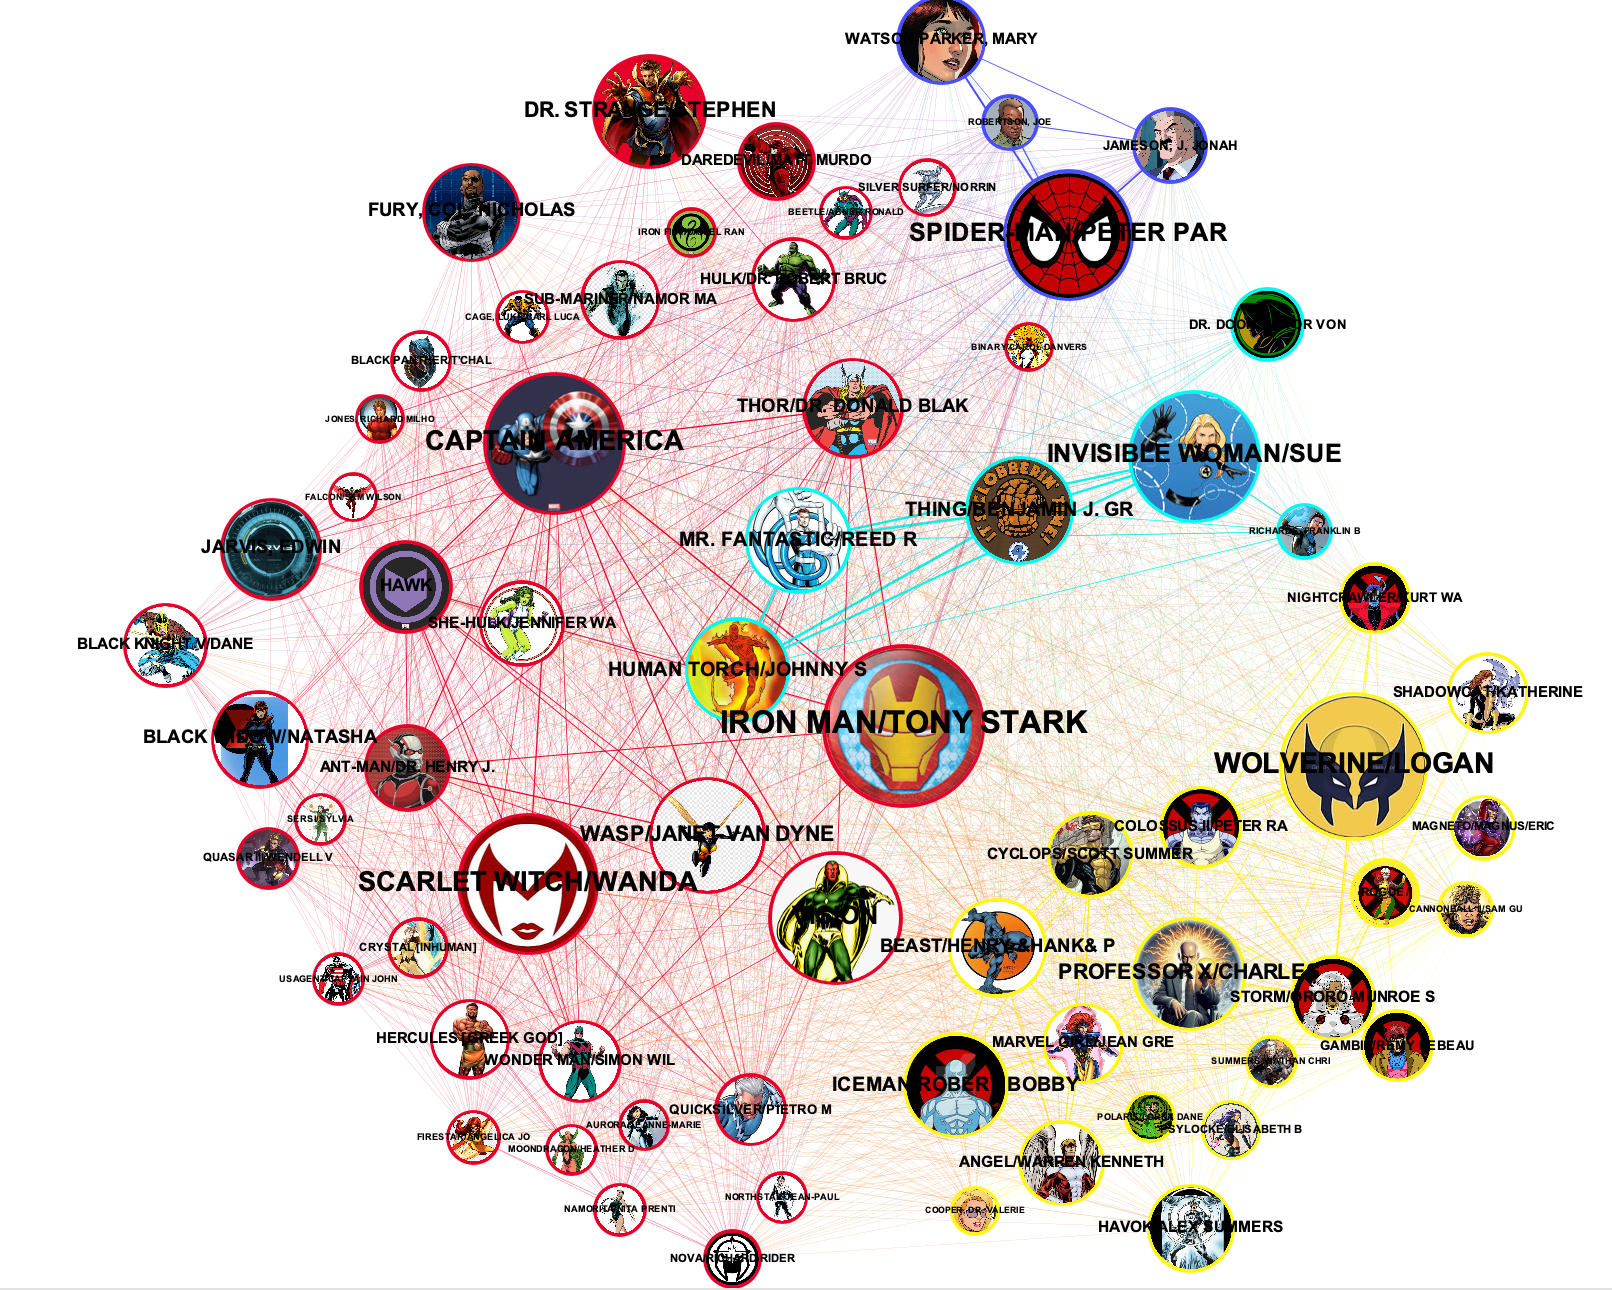 WATSON-PARKER, MARY
DR. STRANGE/STEPHEN
ROBERTSON, JOE
JAMESON, J. JONAH
DAREDEVIL/MATT MURDO
SILVER SURFER/NORRIN
FURY, COL. NICHOLAS
BEETLE/ABNER RONALD
IRON FIST/DANIEL RAN
SPIDER-MAN/PETER PAR
HULK/DR. ROBERT BRUC
SUB-MARINER/NAMOR MA
CAGE, LUKE/CARL LUCA
DR. DOOM/VICTOR VON
BINARY/CAROL DANVERS
BLACK PANTHER/T'CHAL
THOR/DR. DONALD BLAK
JONES, RICHARD MILHO
CAPTAIN AMERICA
INVISIBLE WOMAN/SUE
FALCON/SAM WILSON
THING/BENJAMIN J. GR
RICHARDS, FRANKLIN B
MR. FANTASTIC/REED R
JARVIS, EDWIN
HAWK
NIGHTCRAWLER/KURT WA
SHE-HULK/JENNIFER WA
BLACK KNIGHT V/DANE
HUMAN TORCH/JOHNNY S
SHADOWCAT/KATHERINE
IRON MAN/TONY STARK
BLACK WIDOW/NATASHA
WOLVERINE/LOGAN
ANT-MAN/DR. HENRY J.
SERSI/SYLVIA
COLOSSUS II/PETER RA
MAGNETO/MAGNUS/ERIC
WASP/JANET VAN DYNE
QUASAR III/WENDELL V
CYCLOPS/SCOTT SUMMER
SCARLET WITCH/WANDA
ROGUE /
CANNONBALL II/SAM GU
VISION
CRYSTAL [INHUMAN]
BEAST/HENRY &HANK& P
PROFESSOR X/CHARLES
USAGENT/CAPTAIN JOHN
STORM/ORORO MUNROE S
HERCULES [GREEK GOD]
MARVEL GIRL/JEAN GRE
GAMBIT/REMY LEBEAU
WONDER MAN/SIMON WIL
SUMMERS, NATHAN CHRI
ICEMAN/ROBERT BOBBY
QUICKSILVER/PIETRO M
POLARIS/LORNA DANE
AURORA/JEANNE-MARIE
PSYLOCKE/ELISABETH B
FIRESTAR/ANGELICA JO
MOONDRAGON/HEATHER D
ANGEL/WARREN KENNETH
NORTHSTAR/JEAN-PAUL
NAMORITA/NITA PRENTI
COOPER, DR. VALERIE
HAVOK/ALEX SUMMERS
NOVA/RICHARD RIDER